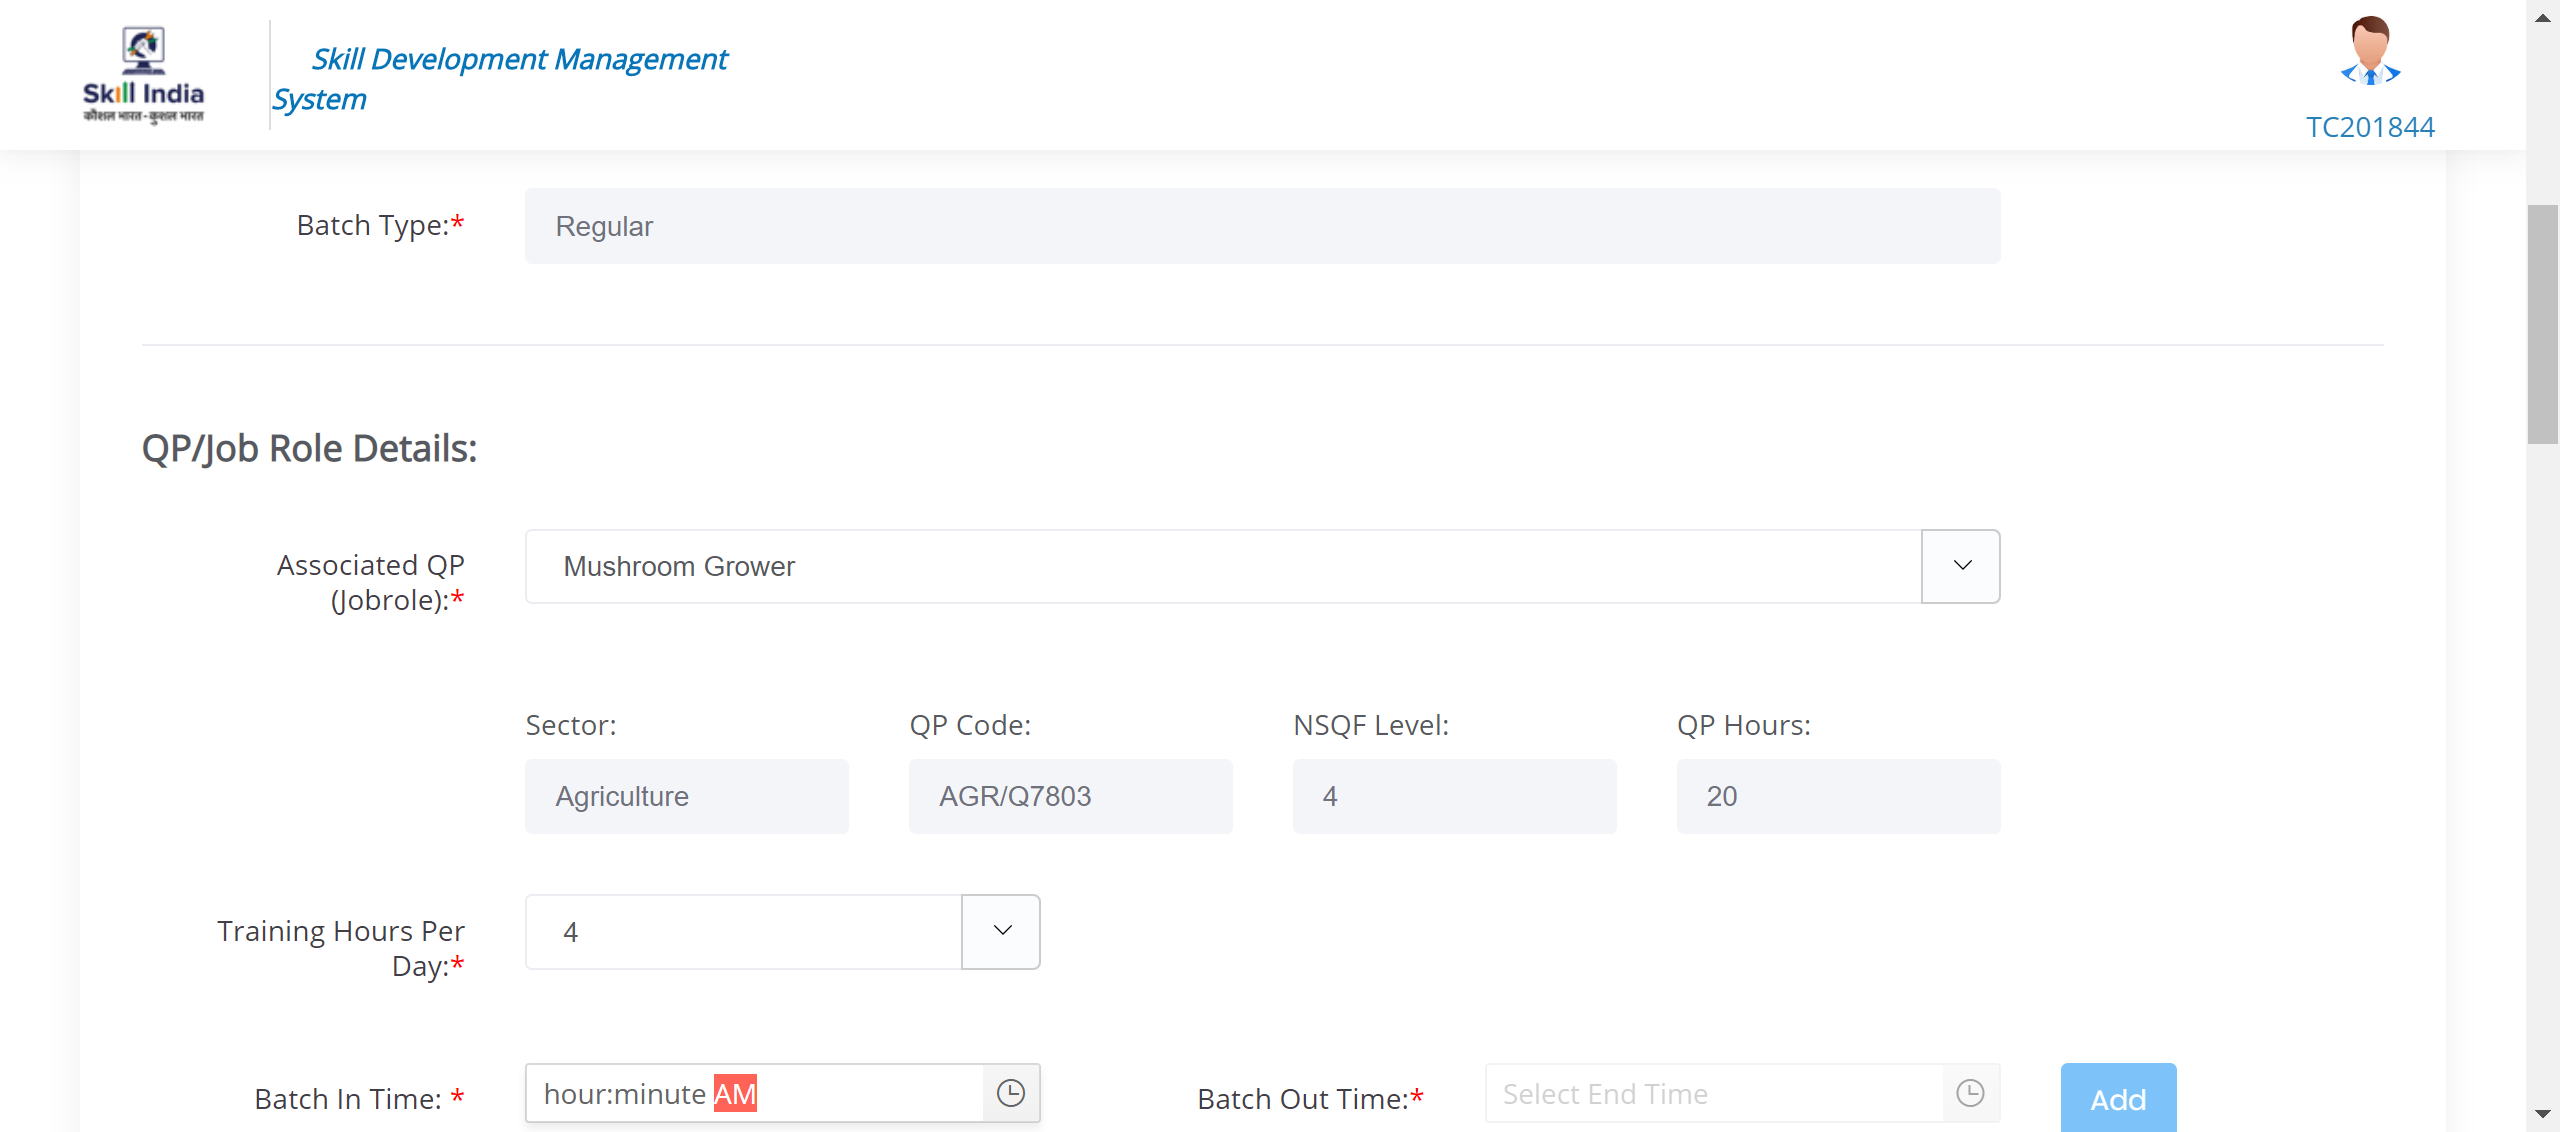 Skill India
कौशल भारत - कुशल भारत
Skill Development Management
System
TC201844
Batch Type:*
Regular
QP/Job Role Details:
Associated QP
(Jobrole):*
Mushroom Grower
Sector:
QP Code:
NSQF Level:
QP Hours:
Agriculture
AGR/Q7803
4
20
Training Hours Per
Day:*
4
Batch In Time: *
hour:minute AM
Batch Out Time:*
Select End Time
Add